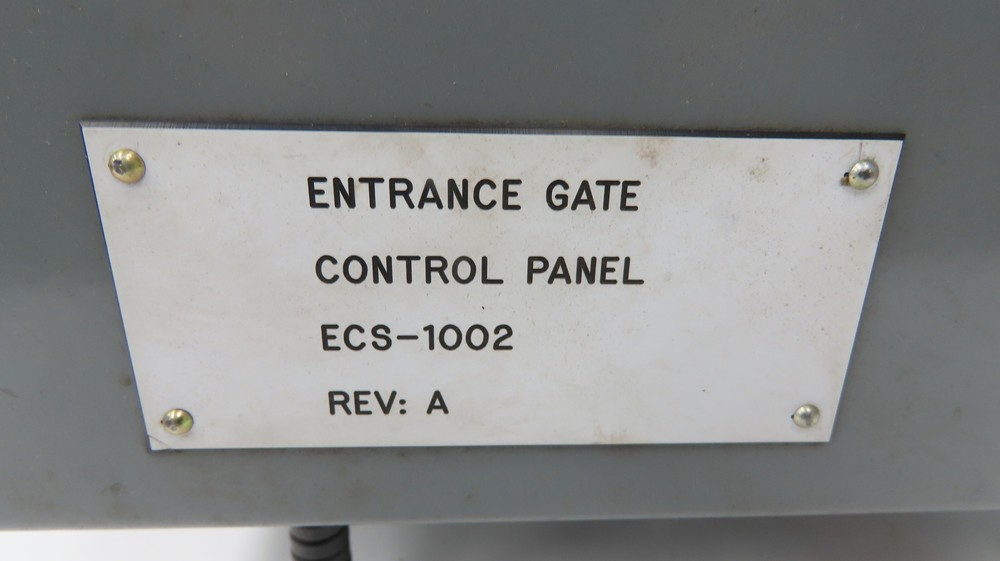 ENTRANCE GATE
CONTROL PANEL
ECS-1002
REV: A